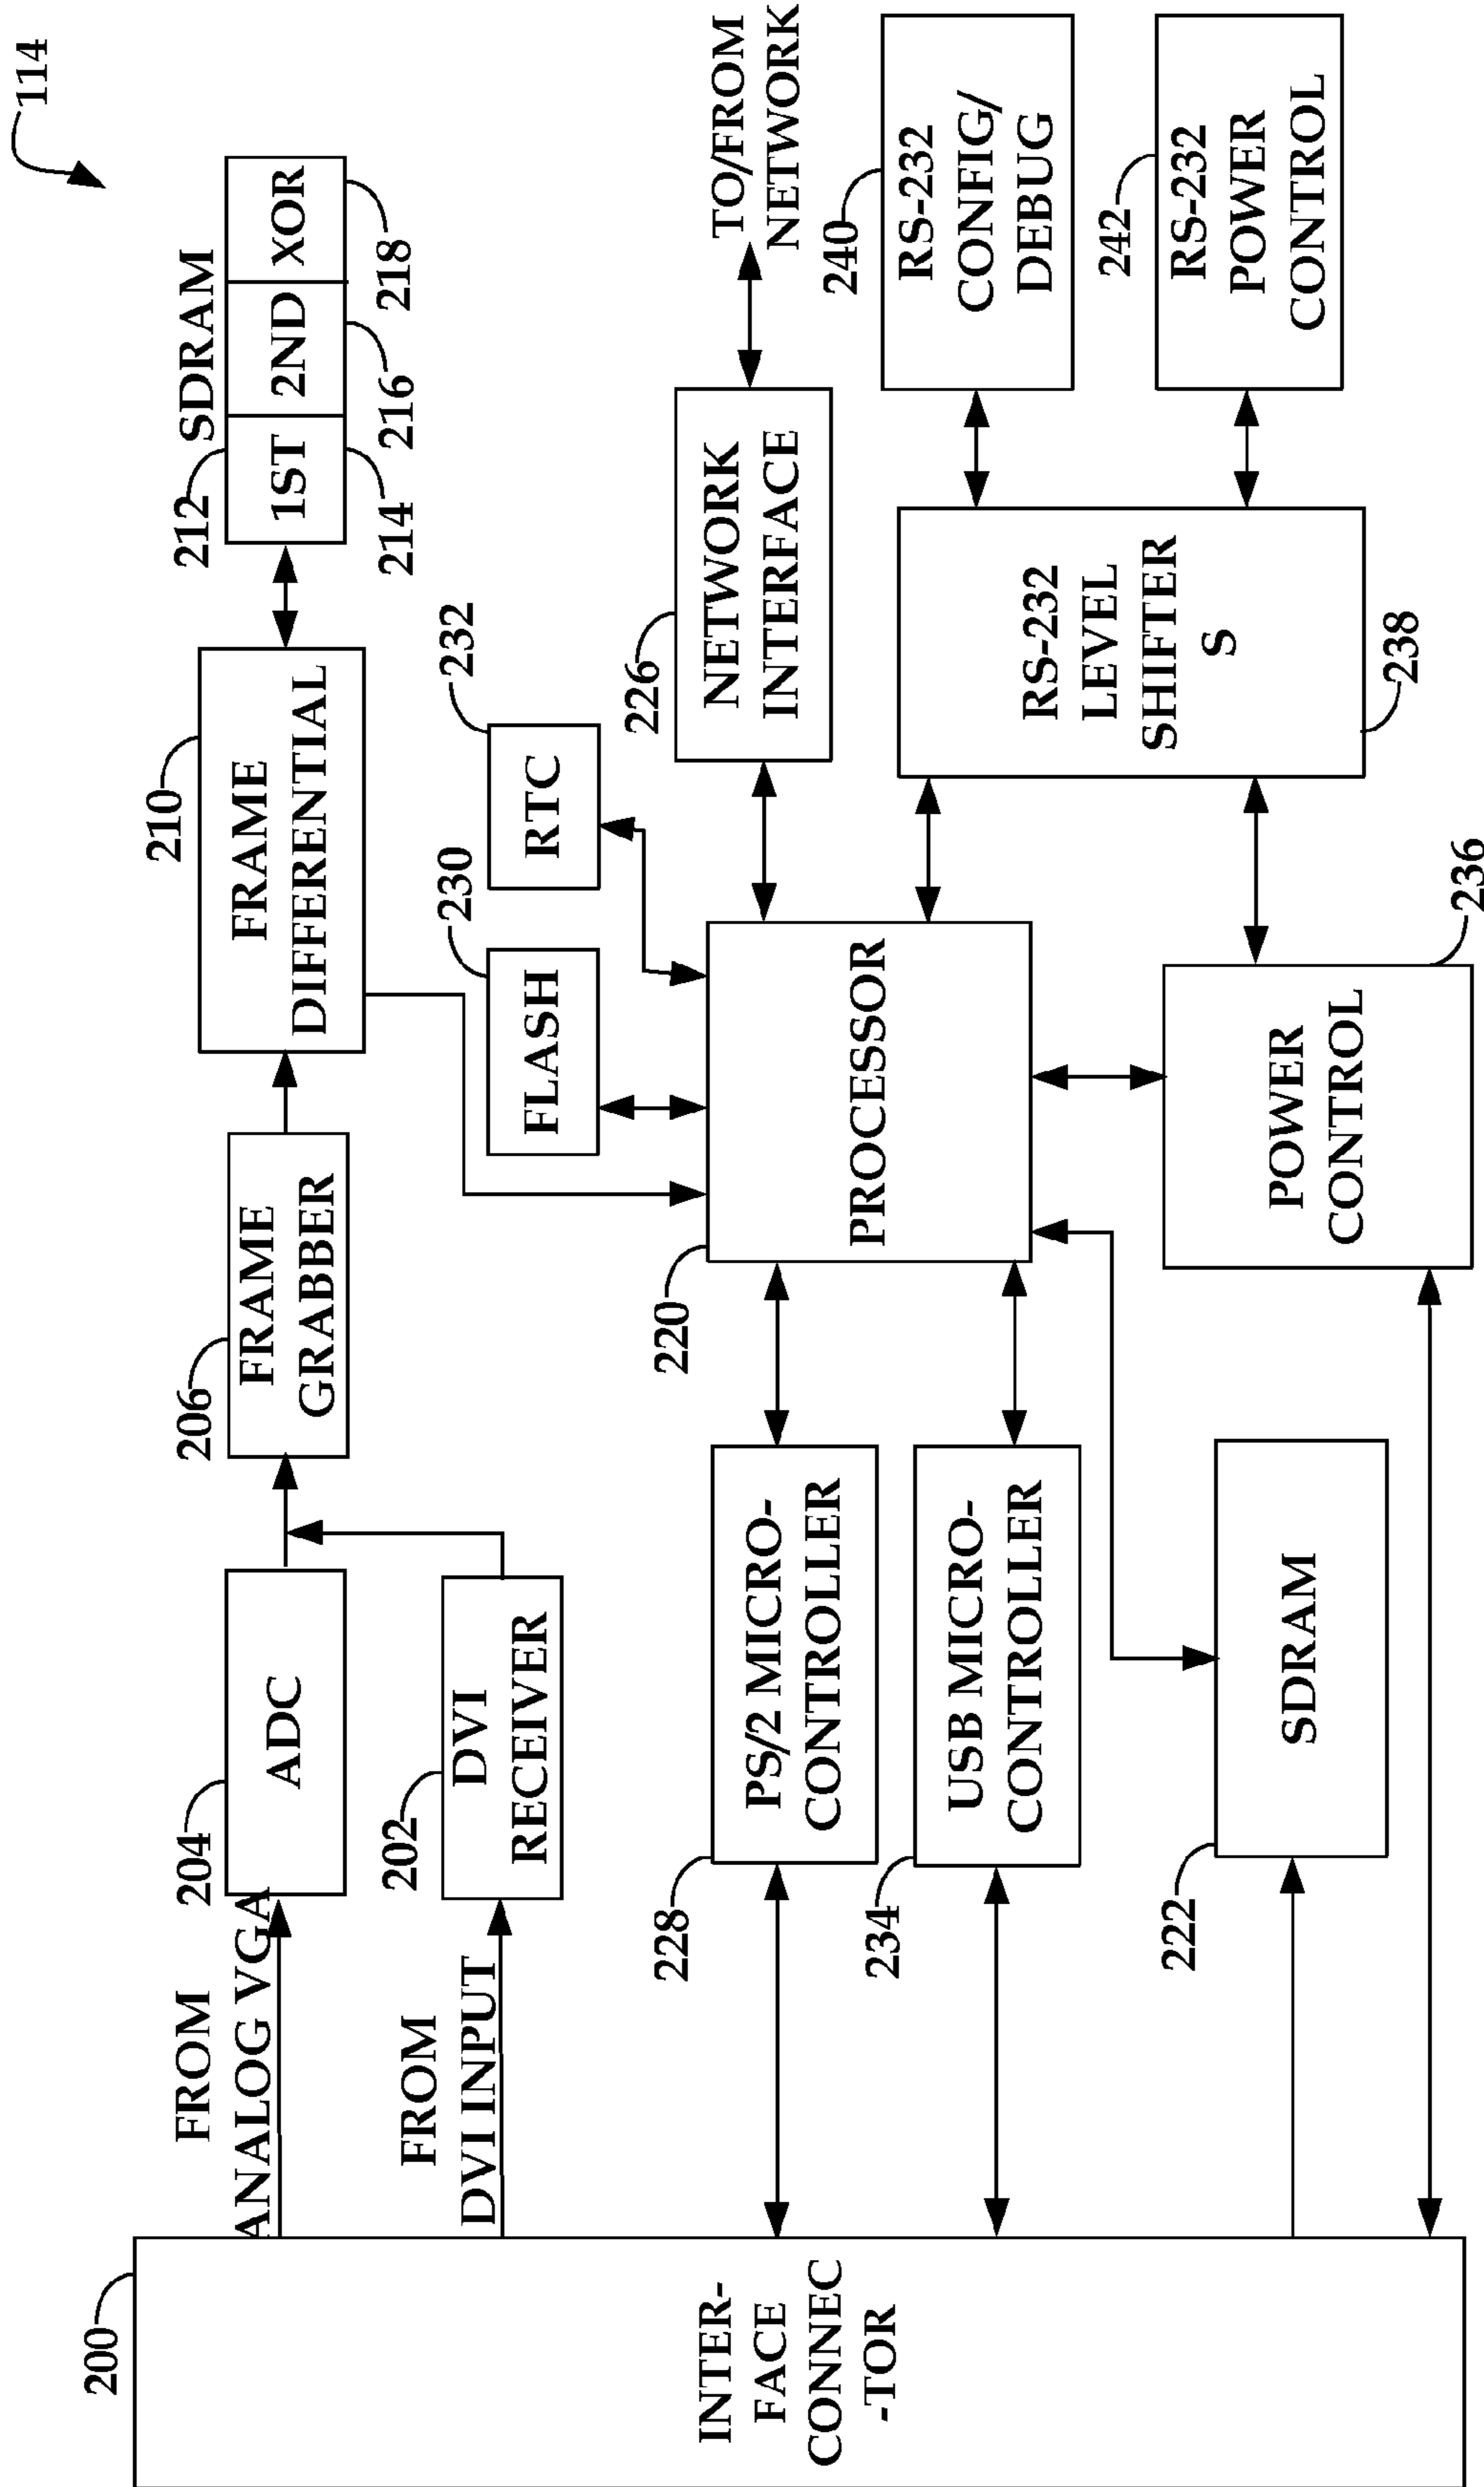 114
SDRAM
212
1ST
2ND
XOR
214
216
218
210
FRAME
DIFFERENTIAL
206
FRAME
GRABBER
204
ADC
FROM
ANALOG VGA
202
DVI
RECEIVER
FROM
DVI INPUT
200
INTER-
FACE
CONNEC
-TOR
230
FLASH
232
RTC
220
PROCESSOR
226
NETWORK
INTERFACE
TO/FROM
NETWORK
228
PS/2 MICRO-
CONTROLLER
234
USB MICRO-
CONTROLLER
222
SDRAM
236
POWER
CONTROL
238
RS-232
LEVEL
SHIFTER
S
240
RS-232
CONFIG/
DEBUG
242
RS-232
POWER
CONTROL